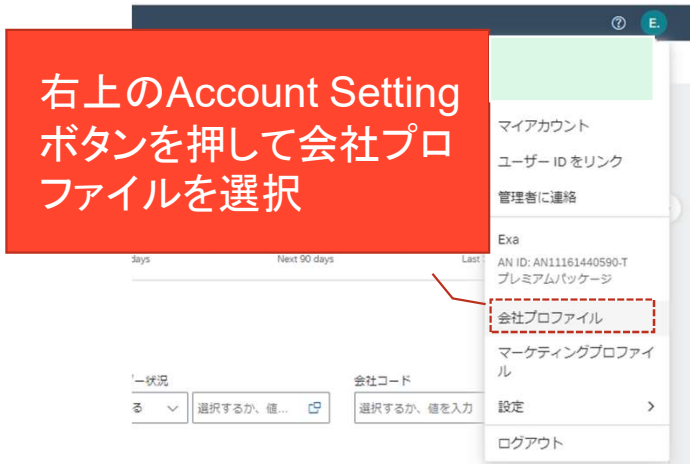 E.
右上のAccount Setting
ボタンを押して会社プロ
ファイルを選択
マイアカウント
ユーザー ID をリンク
管理者に連絡
Exa
AN ID: AN11161440590-T
プレミアムパッケージ
days
Next 90 days
Last
会社プロファイル
マーケティングプロファイ
ル
ー状況
会社コード
る
選択するか、値...
選択するか、値を入力
設定
ログアウト